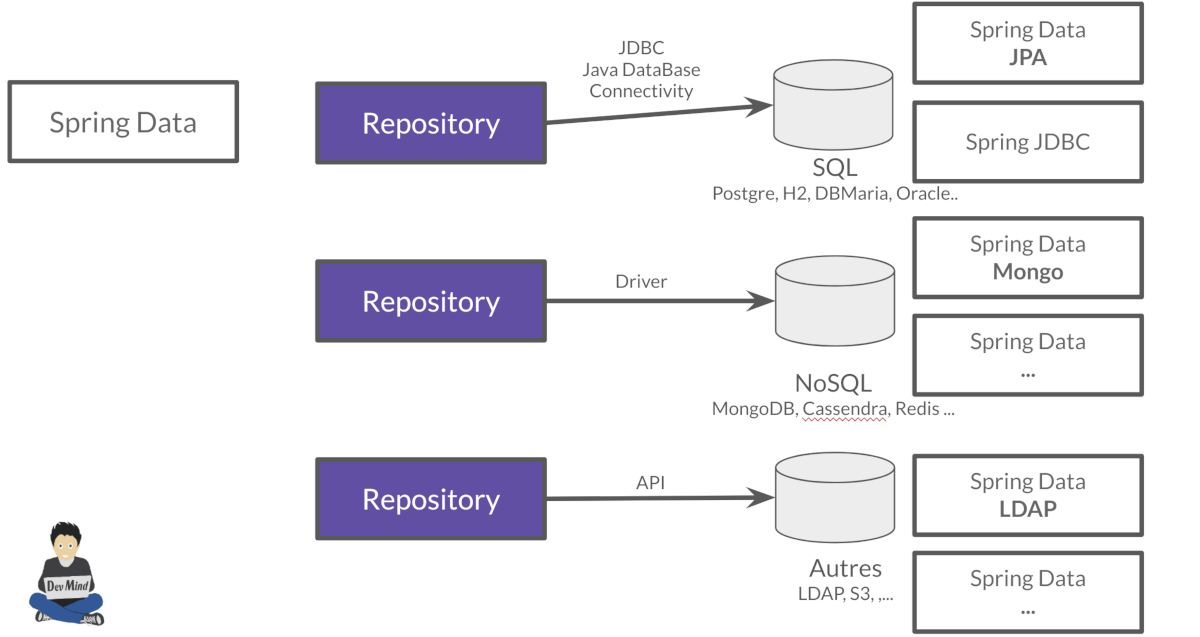 Spring Data
Repository
JDBC
Java DataBase
Connectivity
SQL
Postgre, H2, DBMaria, Oracle..
Spring Data
JPA
Spring JDBC
Repository
Driver
NoSQL
MongoDB, Cassendra, Redis ...
Spring Data
Mongo
Spring Data
...
Repository
API
Autres
LDAP, S3, ,...
Spring Data
LDAP
Spring Data
...
Dev Mind